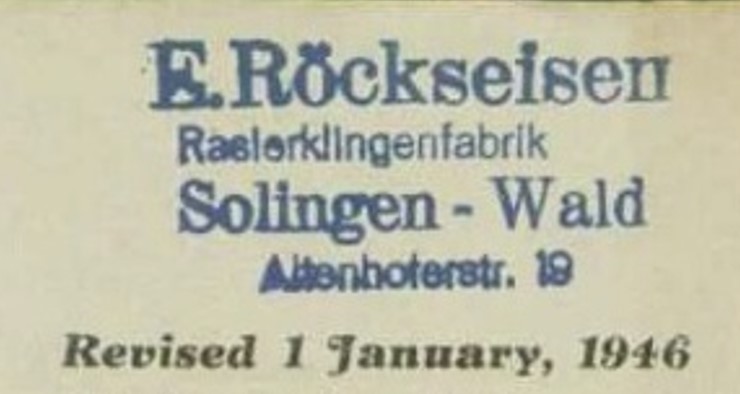 E. Röckseisen
Rasierklingenfabrik
Solingen - Wald
Altenhoferstr. 19
Revised 1 January, 1946